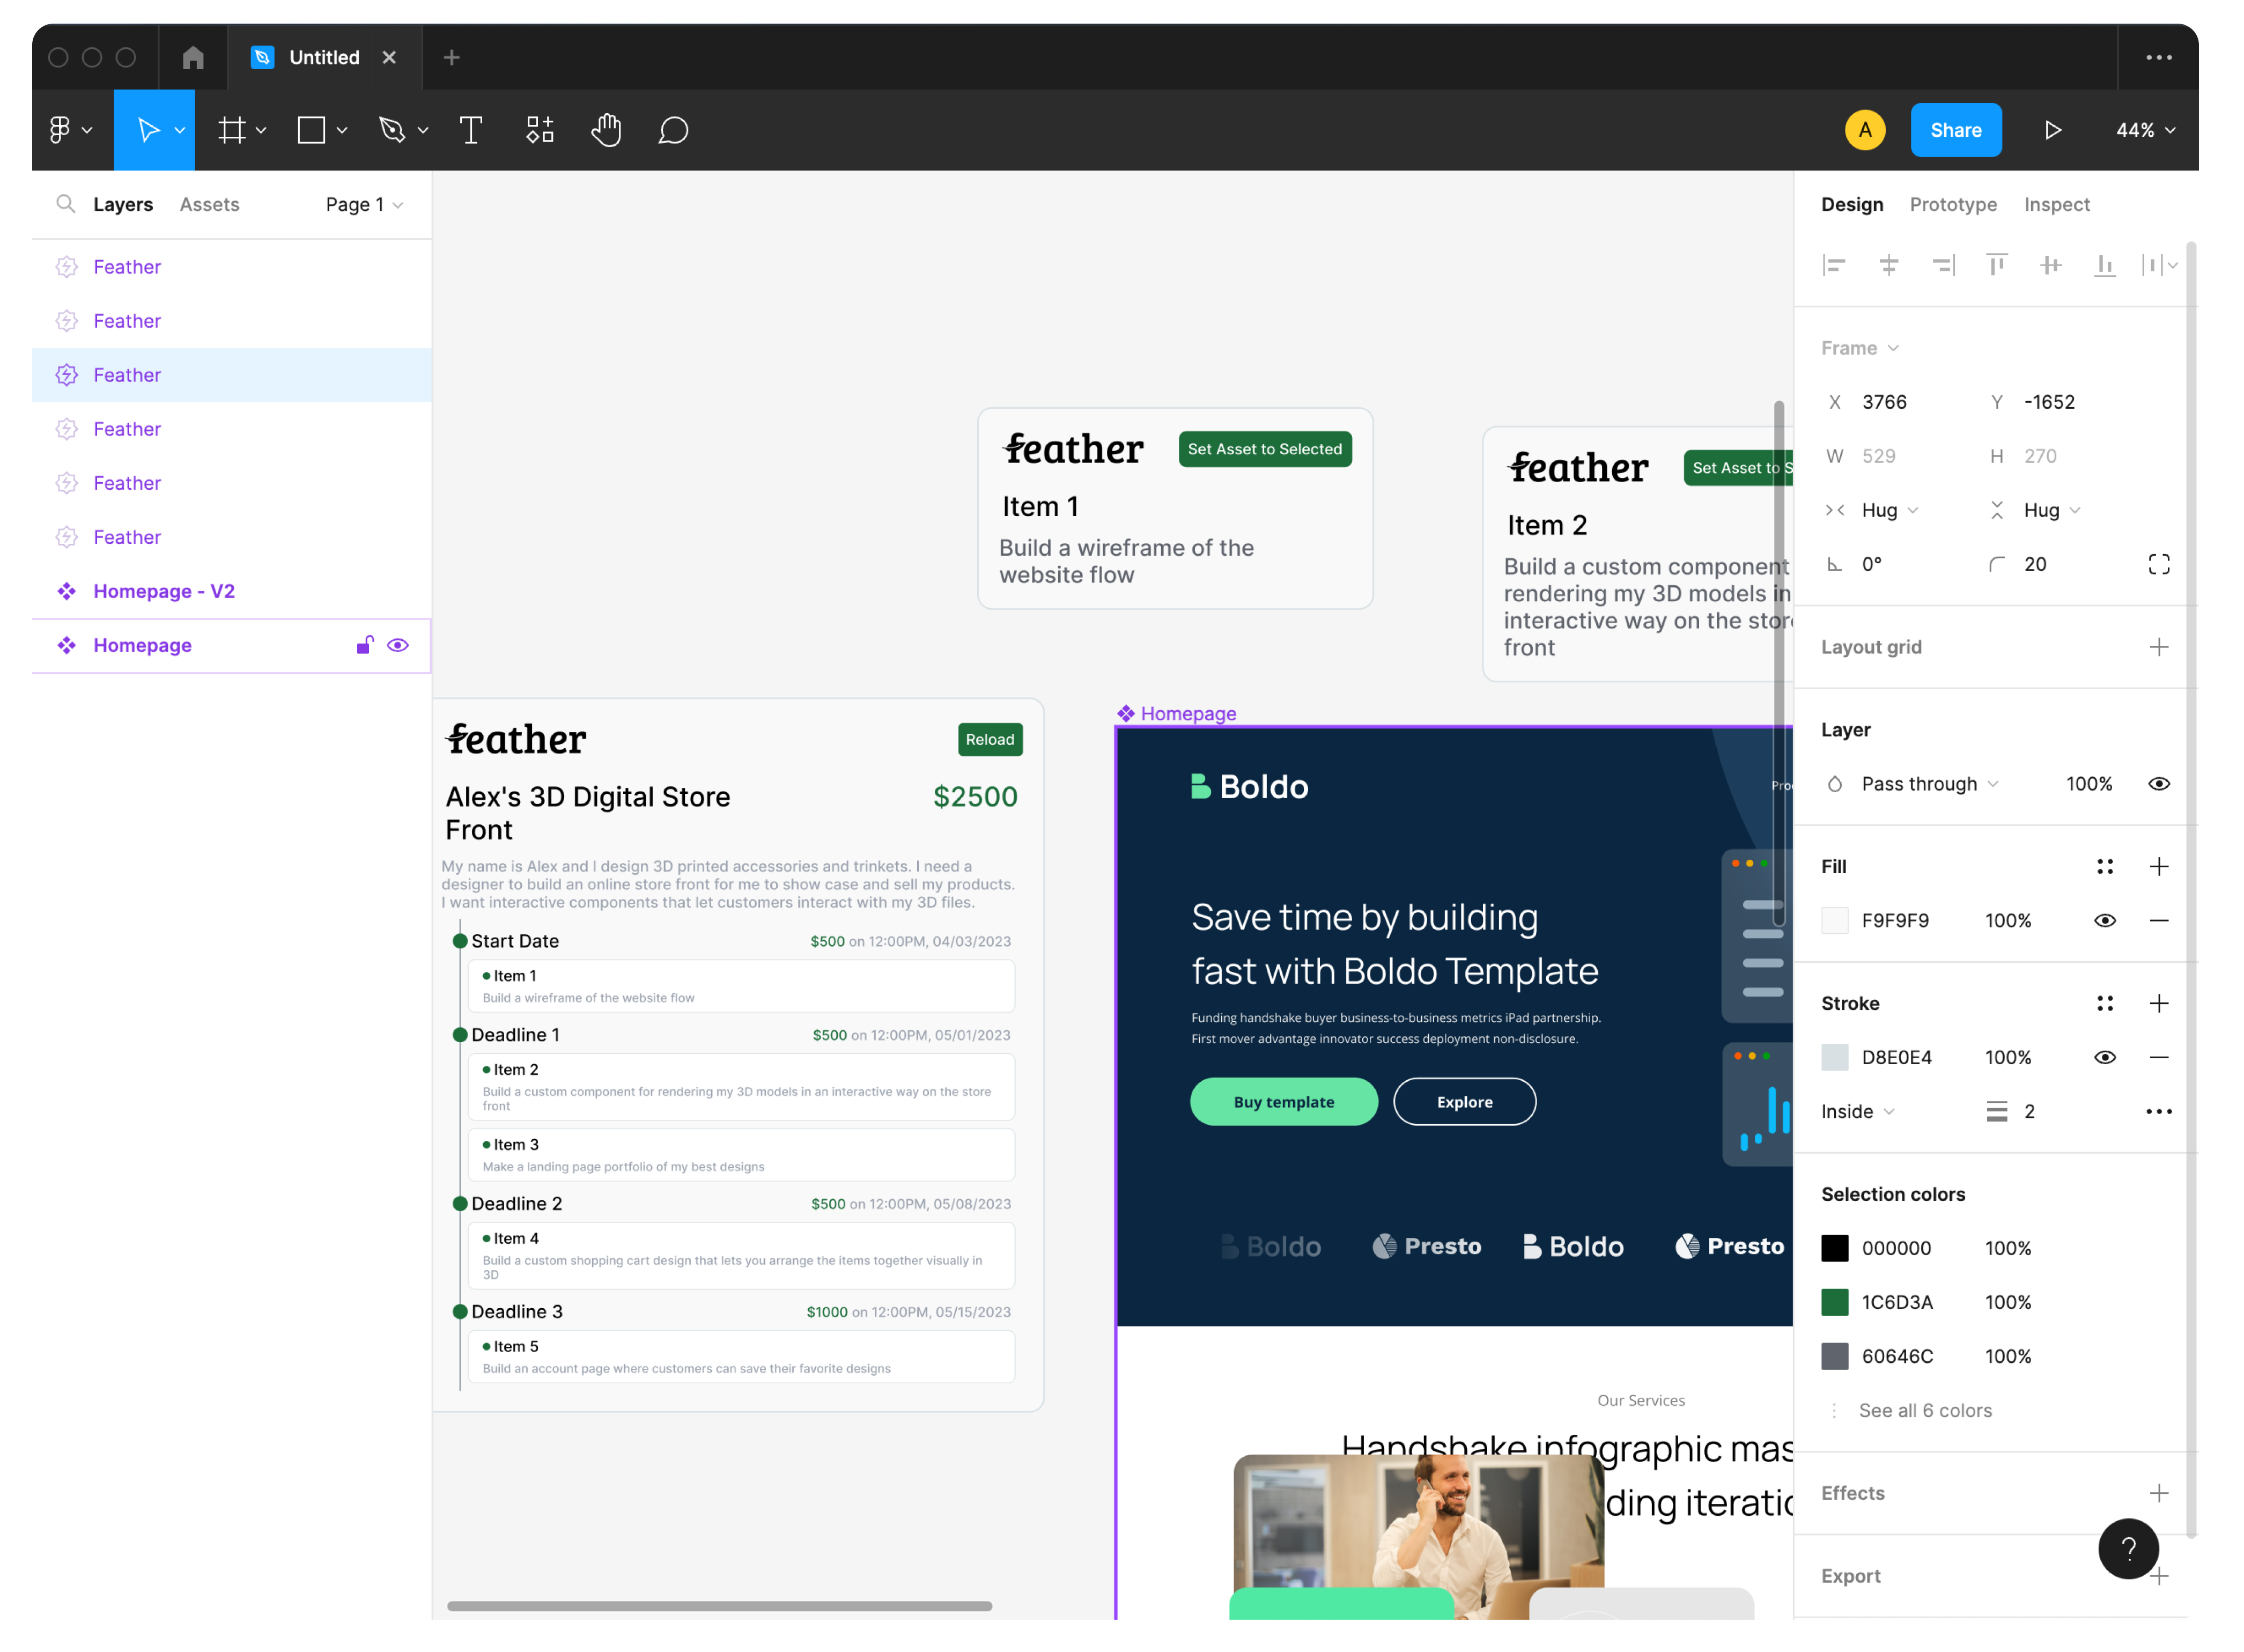 Untitled
A
Share
44%
Layers
Assets
Page 1
Feather
Feather
Feather
Feather
Feather
Feather
Homepage - V2
Homepage
feather
Set Asset to Selected
Item 1
Build a wireframe of the
website flow
feather
Set Asset to S
Item 2
Build a custom component
rendering my 3D models in
interactive way on the stor
front
feather
Reload
Alex's 3D Digital Store
Front
$2500
My name is Alex and I design 3D printed accessories and trinkets. I need a
designer to build an online store front for me to show case and sell my products.
I want interactive components that let customers interact with my 3D files.
Start Date
$500 on 12:00PM, 04/03/2023
Item 1
Build a wireframe of the website flow
Deadline 1
$500 on 12:00PM, 05/01/2023
Item 2
Build a custom component for rendering my 3D models in an interactive way on the store
front
Item 3
Make a landing page portfolio of my best designs
Deadline 2
$500 on 12:00PM, 05/08/2023
Item 4
Build a custom shopping cart design that lets you arrange the items together visually in
3D
Deadline 3
$1000 on 12:00PM, 05/15/2023
Item 5
Build an account page where customers can save their favorite designs
Homepage
Boldo
Pro
Save time by building
fast with Boldo Template
Funding handshake buyer business-to-business metrics iPad partnership.
First mover advantage innovator success deployment non-disclosure.
Buy template
Explore
Boldo
Presto
Boldo
Presto
Our Services
Handshake infographic mas
ding iteratio
Design
Prototype
Inspect
Frame
X 3766
Y -1652
W 529
H 270
Hug
Hug
0°
20
Layout grid
Layer
Pass through
100%
Fill
F9F9F9
100%
Stroke
D8E0E4
100%
Inside
2
Selection colors
000000
100%
1C6D3A
100%
60646C
100%
See all 6 colors
Effects
?
Export